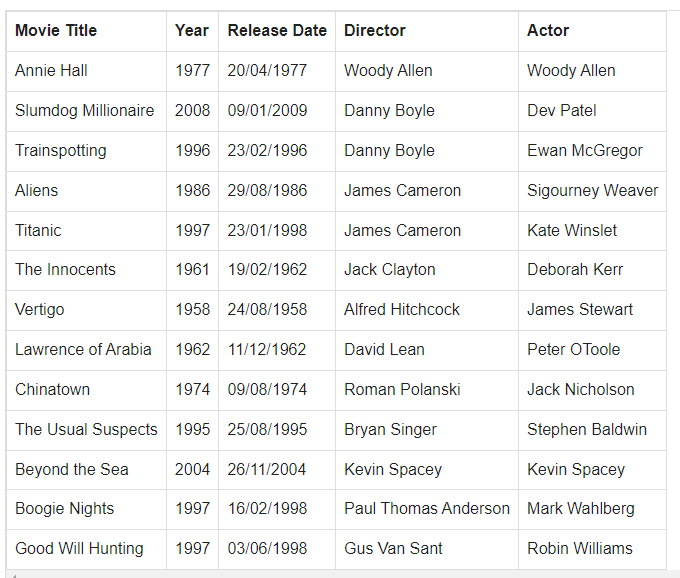 Movie Title Year Release Date Director Actor
Annie Hall 1977 20/04/1977 Woody Allen Woody Allen
Slumdog Millionaire 2008 09/01/2009 Danny Boyle Dev Patel
Trainspotting 1996 23/02/1996 Danny Boyle Ewan McGregor
Aliens 1986 29/08/1986 James Cameron Sigourney Weaver
Titanic 1997 23/01/1998 James Cameron Kate Winslet
The Innocents 1961 19/02/1962 Jack Clayton Deborah Kerr
Vertigo 1958 24/08/1958 Alfred Hitchcock James Stewart
Lawrence of Arabia 1962 11/12/1962 David Lean Peter OToole
Chinatown 1974 09/08/1974 Roman Polanski Jack Nicholson
The Usual Suspects 1995 25/08/1995 Bryan Singer Stephen Baldwin
Beyond the Sea 2004 26/11/2004 Kevin Spacey Kevin Spacey
Boogie Nights 1997 16/02/1998 Paul Thomas Anderson Mark Wahlberg
Good Will Hunting 1997 03/06/1998 Gus Van Sant Robin Williams